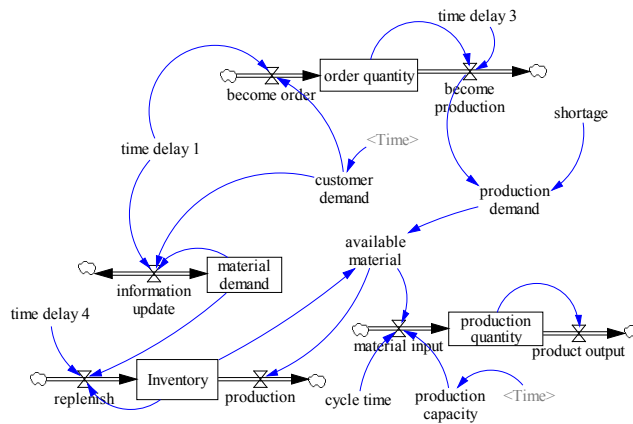 time delay 3
order quantity
become order
become
production
shortage
time delay 1
<Time>
customer
demand
production
demand
available
material
material
demand
information
update
time delay 4
production
quantity
material input
product output
Inventory
replenish
production
cycle time
production
capacity
<Time>